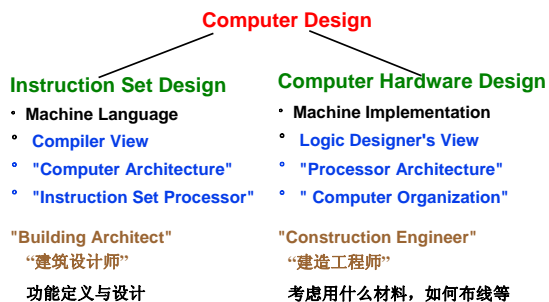 Computer Design
Instruction Set Design
° Machine Language
° Compiler View
° "Computer Architecture"
° "Instruction Set Processor"
"Building Architect"
“建筑设计师”
功能定义与设计
Computer Hardware Design
° Machine Implementation
° Logic Designer's View
° "Processor Architecture"
° " Computer Organization"
"Construction Engineer"
“建造工程师”
考虑用什么材料，如何布线等